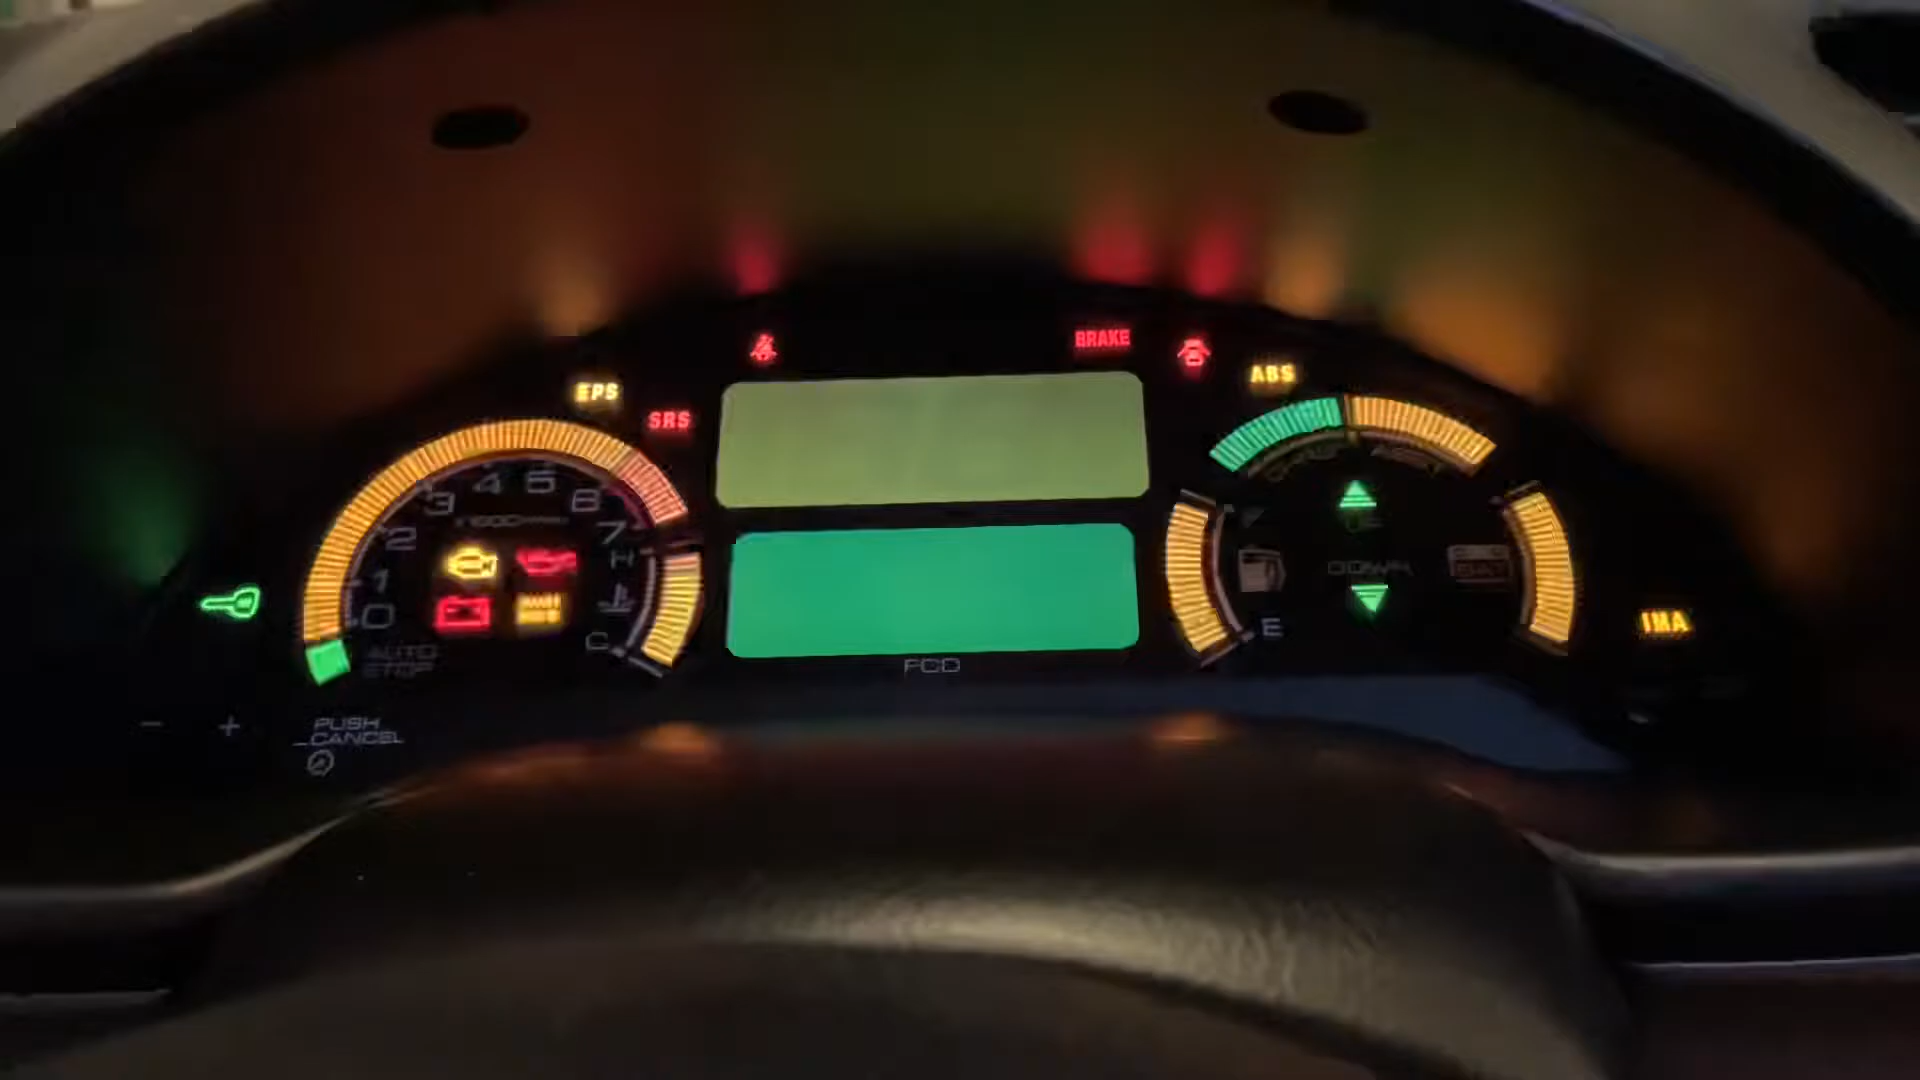 BRAKE
ABS
EPS
SRS
4 5
3 6
2 7
1 H
0
C
AUTO
STOP
DOWN
BAT
E
IMA
FCD
- +
PUSH
CANCEL